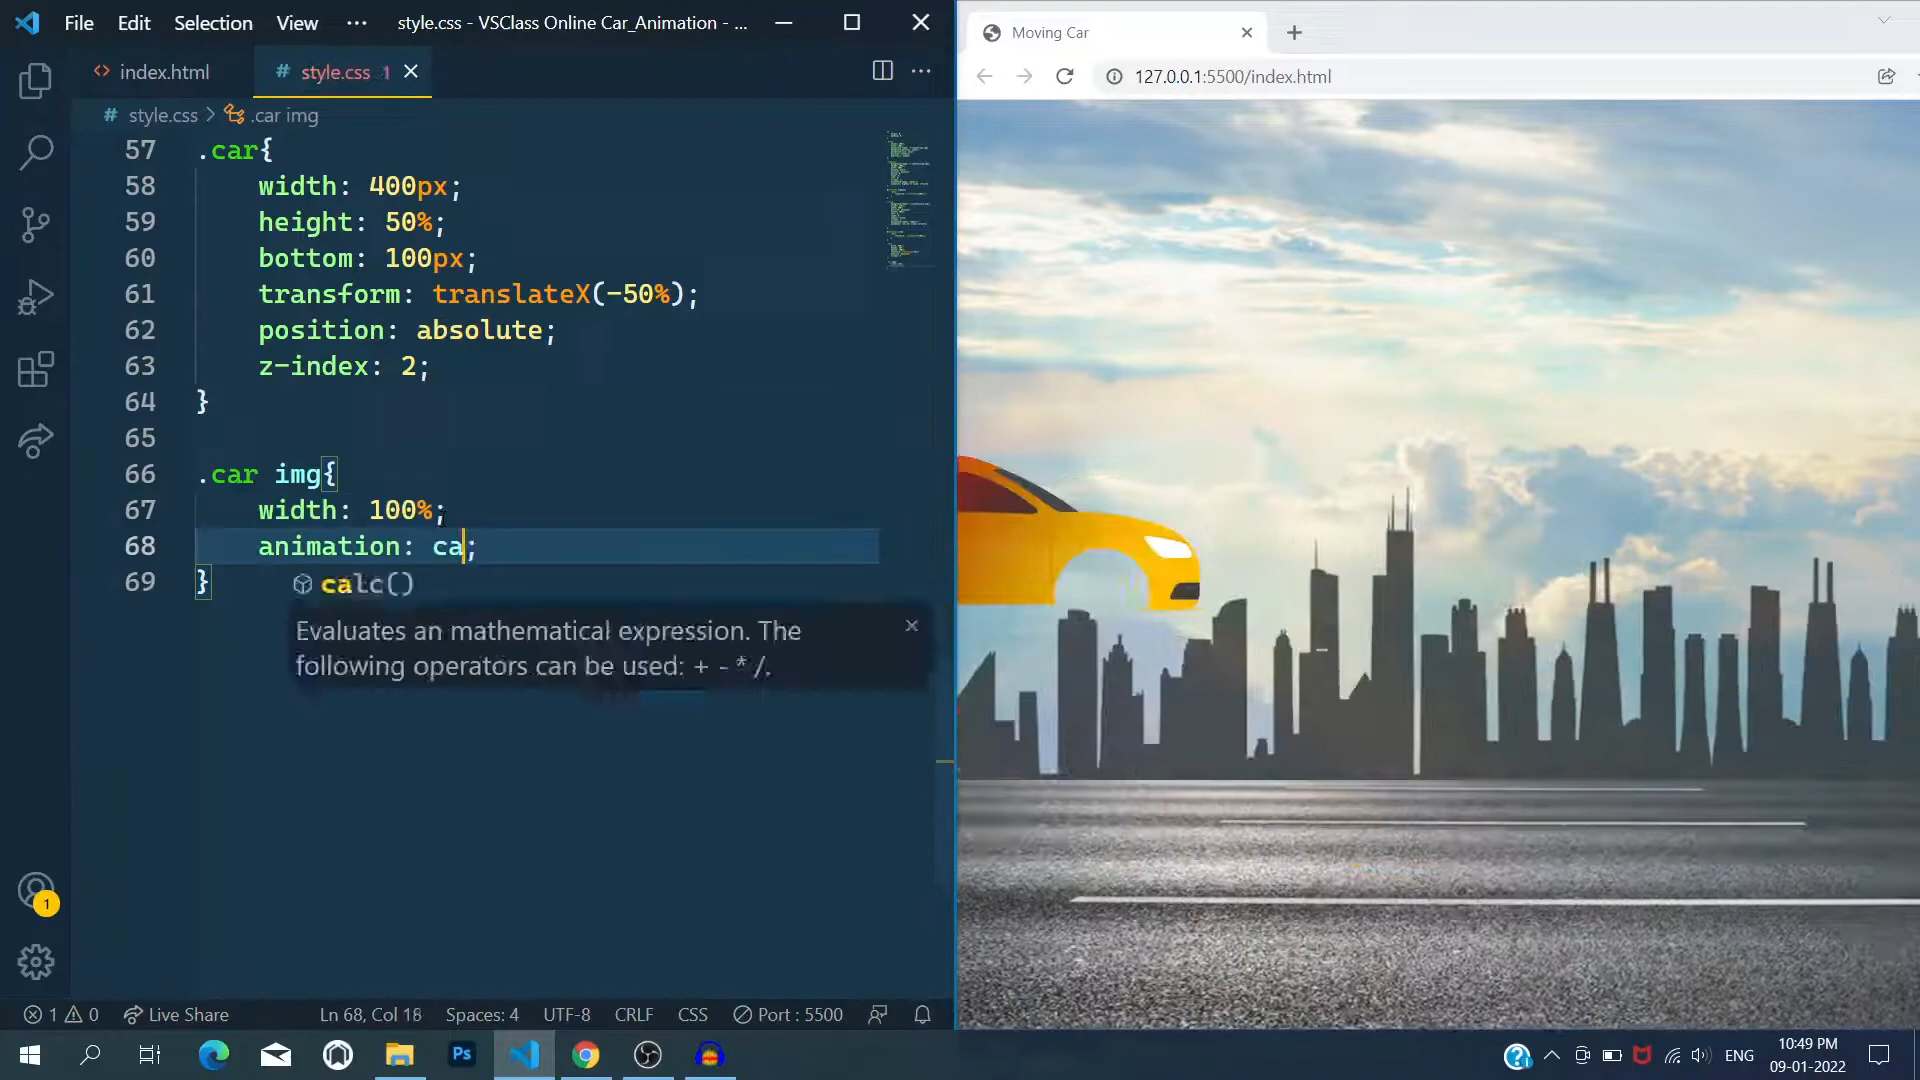 File Edit Selection View ··· style.css - VSClass Online Car_Animation - ...
index.html # style.css 1
# style.css > .car img
57 .car{
58 width: 400px;
59 height: 50%;
60 bottom: 100px;
61 transform: translateX(-50%);
62 position: absolute;
63 z-index: 2;
64 }
65
66 .car img{
67 width: 100%;
68 animation: ca;
69 }
calc()
Evaluates an mathematical expression. The
following operators can be used: + - * /.
1
1 0 Live Share Ln 68, Col 18 Spaces: 4 UTF-8 CRLF CSS Port : 5500
Moving Car
127.0.0.1:5500/index.html
Ps
ENG
10:49 PM
09-01-2022